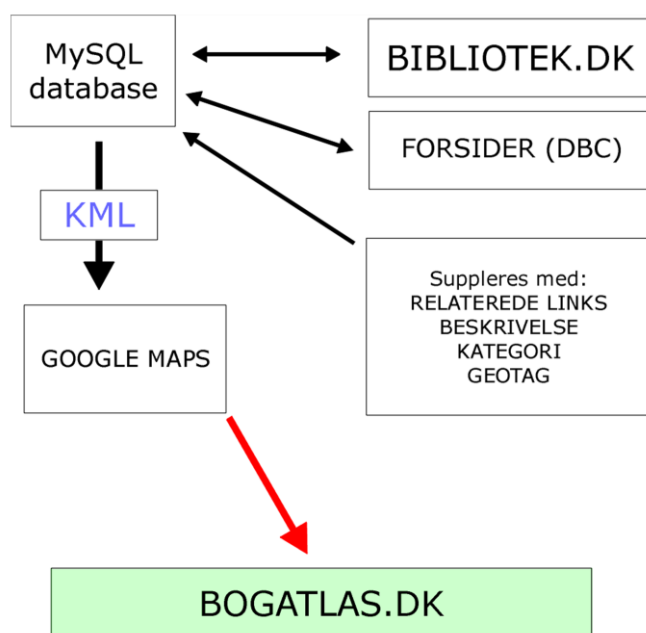 MySQL
database
BIBLIOTEK.DK
FORSIDER (DBC)
KML
Suppleres med:
RELATEREDE LINKS
BESKRIVELSE
KATEGORI
GEOTAG
GOOGLE MAPS
BOGATLAS.DK